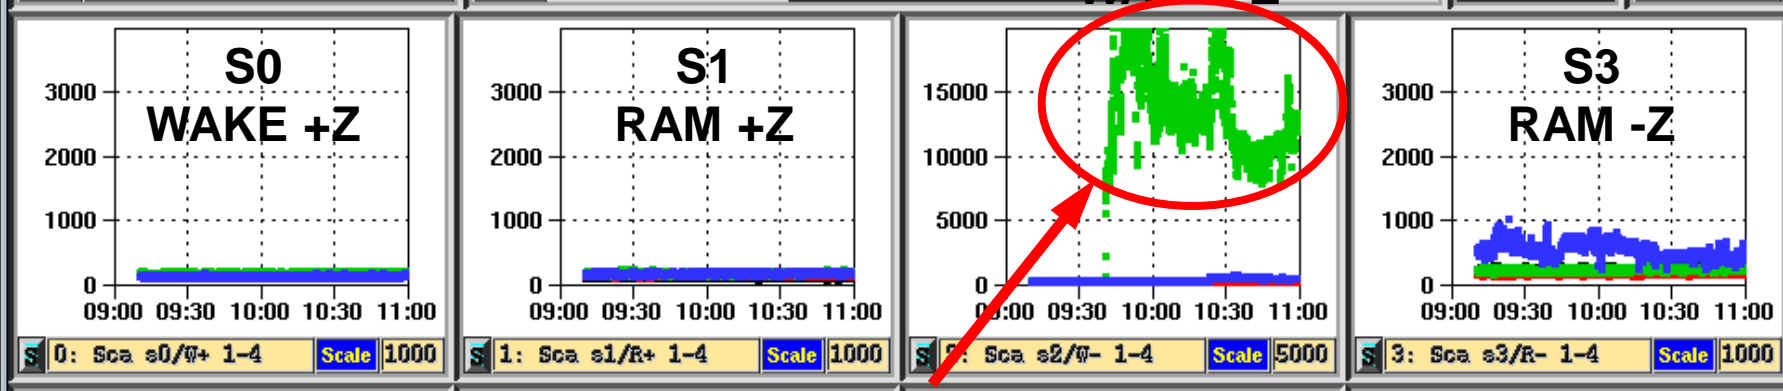 S0
WAKE +Z
3000
2000
1000
0
09:00 09:30 10:00 10:30 11:00
S 0: Sca s0/W+ 1-4 Scale 1000
S1
RAM +Z
3000
2000
1000
0
09:00 09:30 10:00 10:30 11:00
S 1: Sca s1/R+ 1-4 Scale 1000
15000
10000
5000
0
:00 09:30 10:00 10:30 11:00
Sca s2/W- 1-4 Scale 5000
S3
RAM -Z
3000
2000
1000
0
09:00 09:30 10:00 10:30 11:00
S 3: Sca s3/R- 1-4 Scale 1000